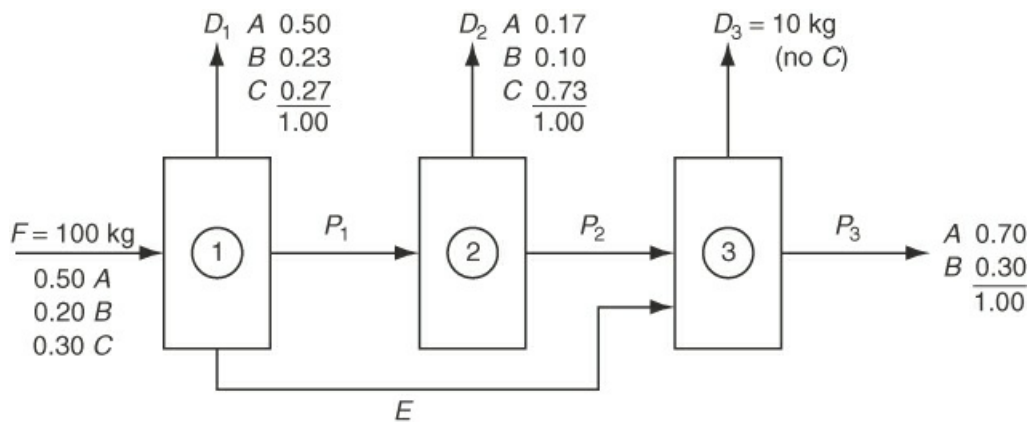 D₁ A 0.50
B 0.23
C 0.27
1.00
D₂ A 0.17
B 0.10
C 0.73
1.00
D₃ = 10 kg
(no C)
F = 100 kg
0.50 A
0.20 B
0.30 C
1
P₁
2
P₂
3
P₃
A 0.70
B 0.30
1.00
E